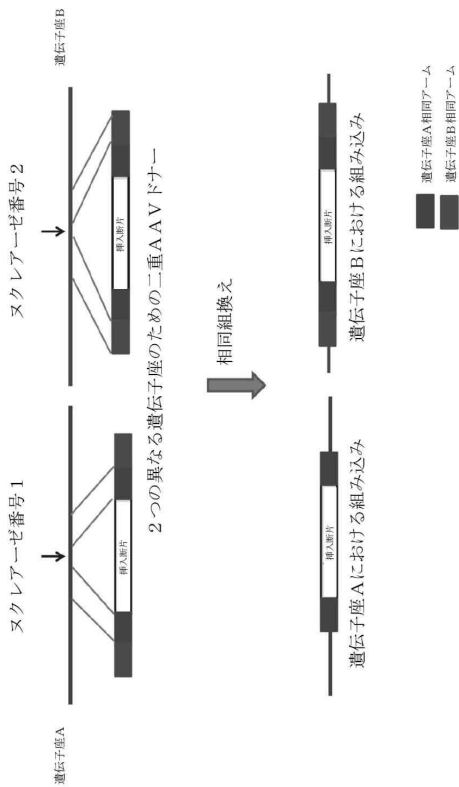 ヌクレアーゼ番号1
ヌクレアーゼ番号2
遺伝子座A
遺伝子座B
挿入断片
挿入断片
2つの異なる遺伝子座のための二重AAVドナー
相同組換え
挿入断片
挿入断片
遺伝子座Aにおける組み込み
遺伝子座Bにおける組み込み
遺伝子座A相同アーム
遺伝子座B相同アーム